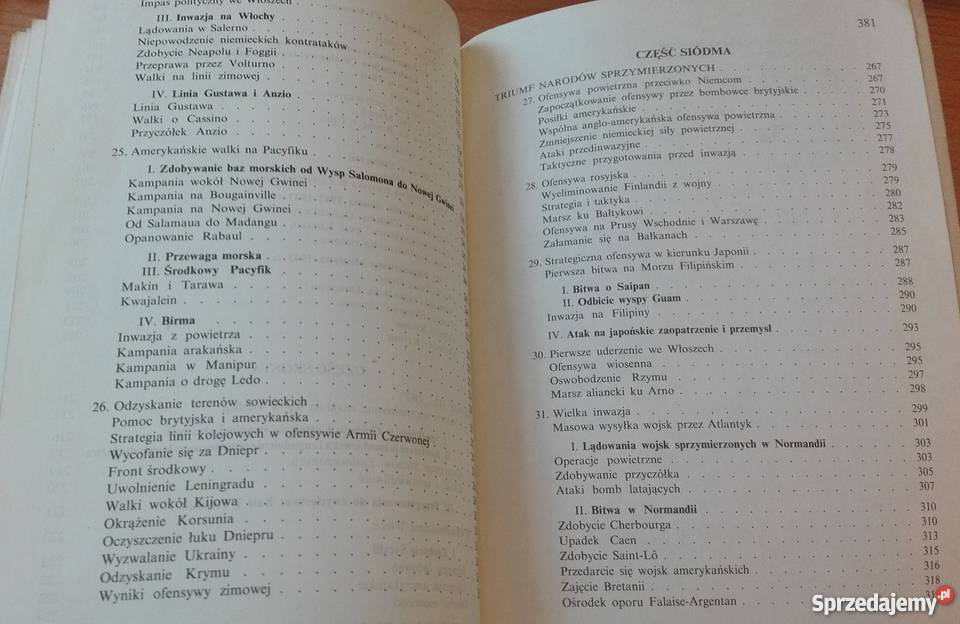 Impas polityczny we Włoszech
III. Inwazja na Włochy
Lądowania w Salerno
Niepowodzenie niemieckich kontrataków
Zdobycie Neapolu i Foggii
Przeprawa przez Volturno
Walki na linii zimowej
IV. Linia Gustawa i Anzio
Linia Gustawa
Walki o Cassino
Przyczółek Anzio
25. Amerykańskie walki na Pacyfiku
I. Zdobywanie baz morskich od Wysp Salomona do Nowej Gwinei
Kampania wokół Nowej Gwinei
Kampania na Bougainville
Kampania na Nowej Gwinei
Od Salamaua do Madangu
Opanowanie Rabaul
II. Przewaga morska
III. Środkowy Pacyfik
Makin i Tarawa
Kwajalein
IV. Birma
Inwazja z powietrza
Kampania arakańska
Kampania w Manipur
Kampania o drogę Ledo
26. Odzyskanie terenów sowieckich
Pomoc brytyjska i amerykańska
Strategia linii kolejowych w ofensywie Armii Czerwonej
Wycofanie się za Dniepr
Front środkowy
Uwolnienie Leningradu
Walki wokół Kijowa
Okrążenie Korsunia
Oczyszczenie łuku Dniepru
Wyzwalanie Ukrainy
Odzyskanie Krymu
Wyniki ofensywy zimowej
381
CZĘŚĆ SIÓDMA
TRIUMF NARODÓW SPRZYMIERZONYCH 267
27. Ofensywa powietrzna przeciwko Niemcom 267
Zapoczątkowanie ofensywy przez bombowce brytyjskie 270
Posiłki amerykańskie 271
Wspólna anglo-amerykańska ofensywa powietrzna 273
Zmniejszenie niemieckiej siły powietrznej 275
Ataki przedinwazyjne 277
Taktyczne przygotowania przed inwazją 278
28. Ofensywa rosyjska 279
Wyeliminowanie Finlandii z wojny 279
Strategia i taktyka 280
Marsz ku Bałtykowi 282
Ofensywa na Prusy Wschodnie i Warszawę 283
Załamanie się na Bałkanach 285
29. Strategiczna ofensywa w kierunku Japonii 287
Pierwsza bitwa na Morzu Filipińskim 287
I. Bitwa o Saipan 288
II. Odbicie wyspy Guam 290
Inwazja na Filipiny 290
IV. Atak na japońskie zaopatrzenie i przemysł 293
30. Pierwsze uderzenie we Włoszech 295
Ofensywa wiosenna 295
Oswobodzenie Rzymu 297
Marsz aliancki ku Arno 298
31. Wielka inwazja 299
Masowa wysyłka wojsk przez Atlantyk 301
I. Lądowania wojsk sprzymierzonych w Normandii 303
Operacje powietrzne 303
Zdobywanie przyczółka 305
Ataki bomb latających 307
II. Bitwa w Normandii 310
Zdobycie Cherbourga 310
Upadek Caen 313
Zdobycie Saint-Lô 315
Przedarcie się wojsk amerykańskich 316
Zajęcie Bretanii 318
Ośrodek oporu Falaise-Argentan
Sprzedajemy.pl